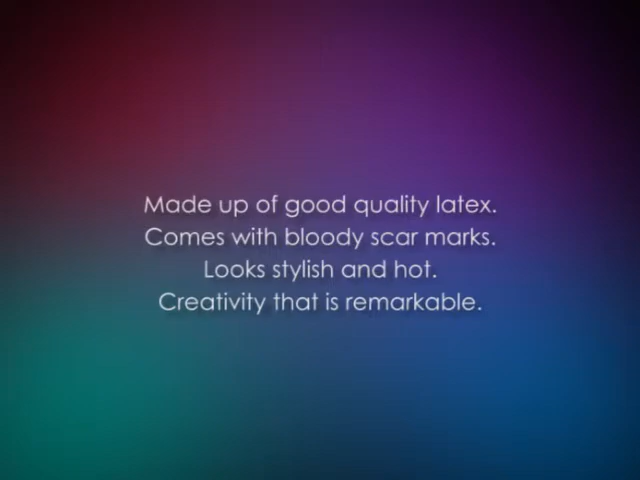 Made up of good quality latex.
Comes with bloody scar marks.
Looks stylish and hot.
Creativity that is remarkable.